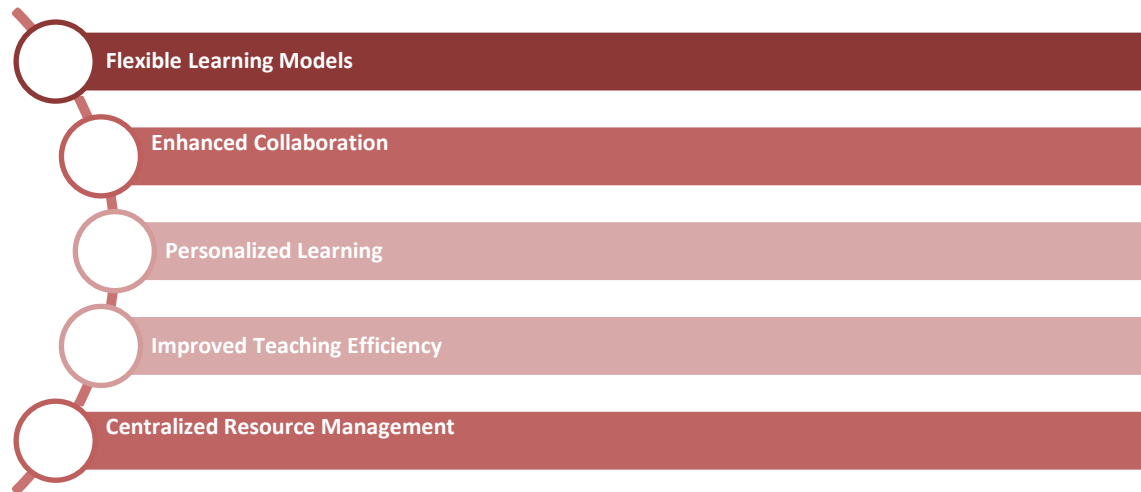 Flexible Learning Models
Enhanced Collaboration
Personalized Learning
Improved Teaching Efficiency
Centralized Resource Management